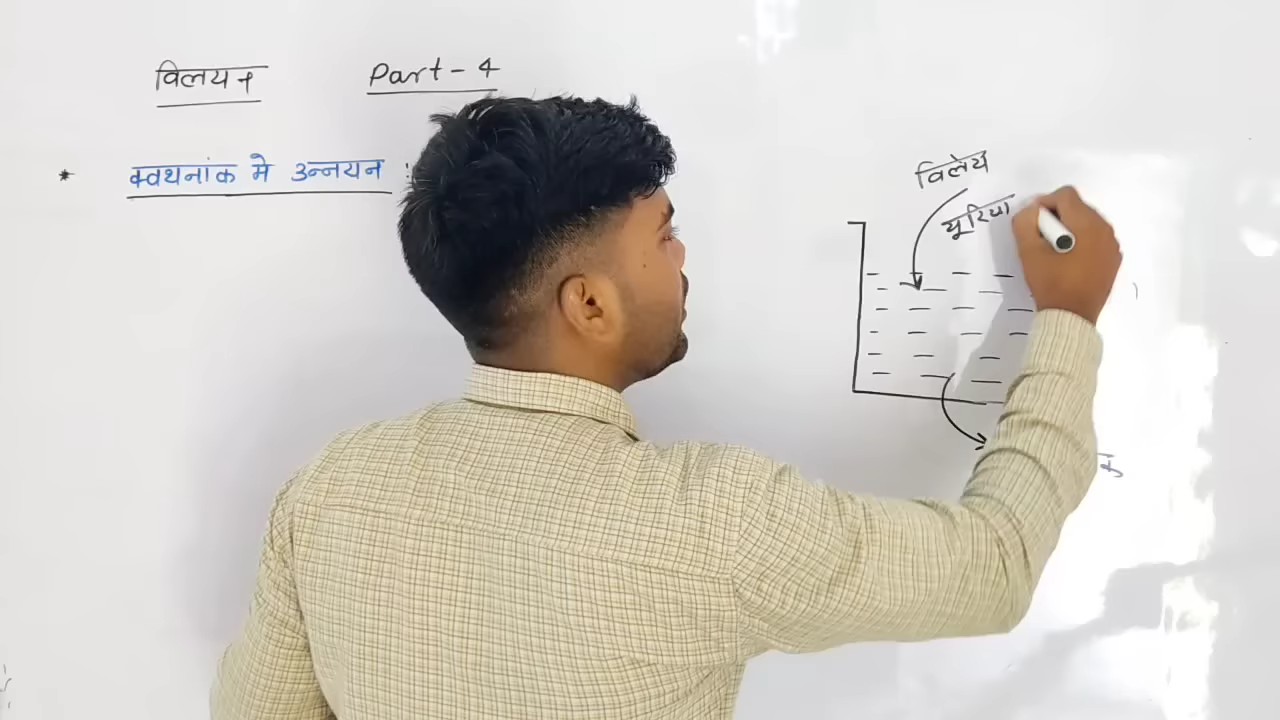 विलयन Part - 4
* क्वथनांक मे उन्नयन :
विलेय
यूरिया